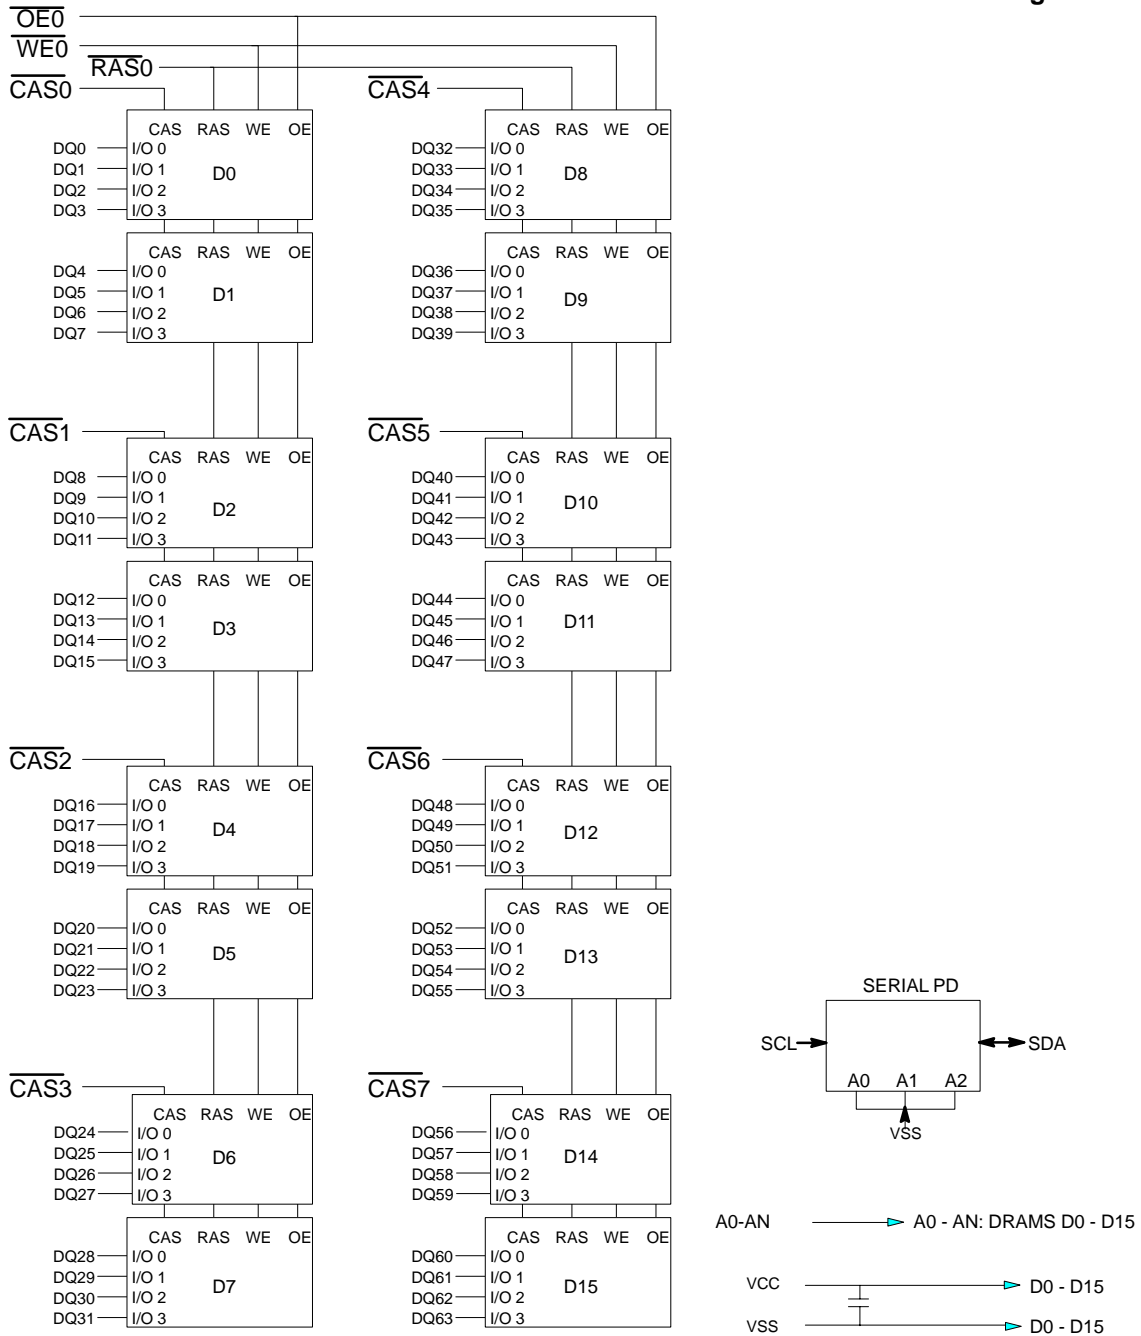 g
OE0
WE0
RAS0
CAS0
CAS RAS WE OE
DQ0 I/O 0
DQ1 I/O 1
DQ2 I/O 2
DQ3 I/O 3
D0
CAS RAS WE OE
DQ4 I/O 0
DQ5 I/O 1
DQ6 I/O 2
DQ7 I/O 3
D1
CAS1
CAS RAS WE OE
DQ8 I/O 0
DQ9 I/O 1
DQ10 I/O 2
DQ11 I/O 3
D2
CAS RAS WE OE
DQ12 I/O 0
DQ13 I/O 1
DQ14 I/O 2
DQ15 I/O 3
D3
CAS2
CAS RAS WE OE
DQ16 I/O 0
DQ17 I/O 1
DQ18 I/O 2
DQ19 I/O 3
D4
CAS RAS WE OE
DQ20 I/O 0
DQ21 I/O 1
DQ22 I/O 2
DQ23 I/O 3
D5
CAS3
CAS RAS WE OE
DQ24 I/O 0
DQ25 I/O 1
DQ26 I/O 2
DQ27 I/O 3
D6
CAS RAS WE OE
DQ28 I/O 0
DQ29 I/O 1
DQ30 I/O 2
DQ31 I/O 3
D7
CAS4
CAS RAS WE OE
DQ32 I/O 0
DQ33 I/O 1
DQ34 I/O 2
DQ35 I/O 3
D8
CAS RAS WE OE
DQ36 I/O 0
DQ37 I/O 1
DQ38 I/O 2
DQ39 I/O 3
D9
CAS5
CAS RAS WE OE
DQ40 I/O 0
DQ41 I/O 1
DQ42 I/O 2
DQ43 I/O 3
D10
CAS RAS WE OE
DQ44 I/O 0
DQ45 I/O 1
DQ46 I/O 2
DQ47 I/O 3
D11
CAS6
CAS RAS WE OE
DQ48 I/O 0
DQ49 I/O 1
DQ50 I/O 2
DQ51 I/O 3
D12
CAS RAS WE OE
DQ52 I/O 0
DQ53 I/O 1
DQ54 I/O 2
DQ55 I/O 3
D13
CAS7
CAS RAS WE OE
DQ56 I/O 0
DQ57 I/O 1
DQ58 I/O 2
DQ59 I/O 3
D14
CAS RAS WE OE
DQ60 I/O 0
DQ61 I/O 1
DQ62 I/O 2
DQ63 I/O 3
D15
SERIAL PD
SCL SDA
A0 A1 A2
VSS
A0-AN A0 - AN: DRAMS D0 - D15
VCC D0 - D15
VSS D0 - D15